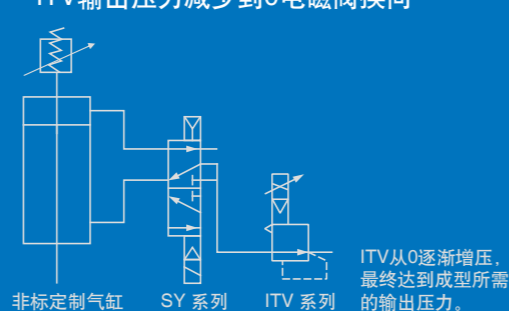 ITV输出压力减少到0电磁阀换向
ITV从0逐渐增压，
最终达到成型所需
的输出压力。
非标定制气缸
SY 系列
ITV 系列